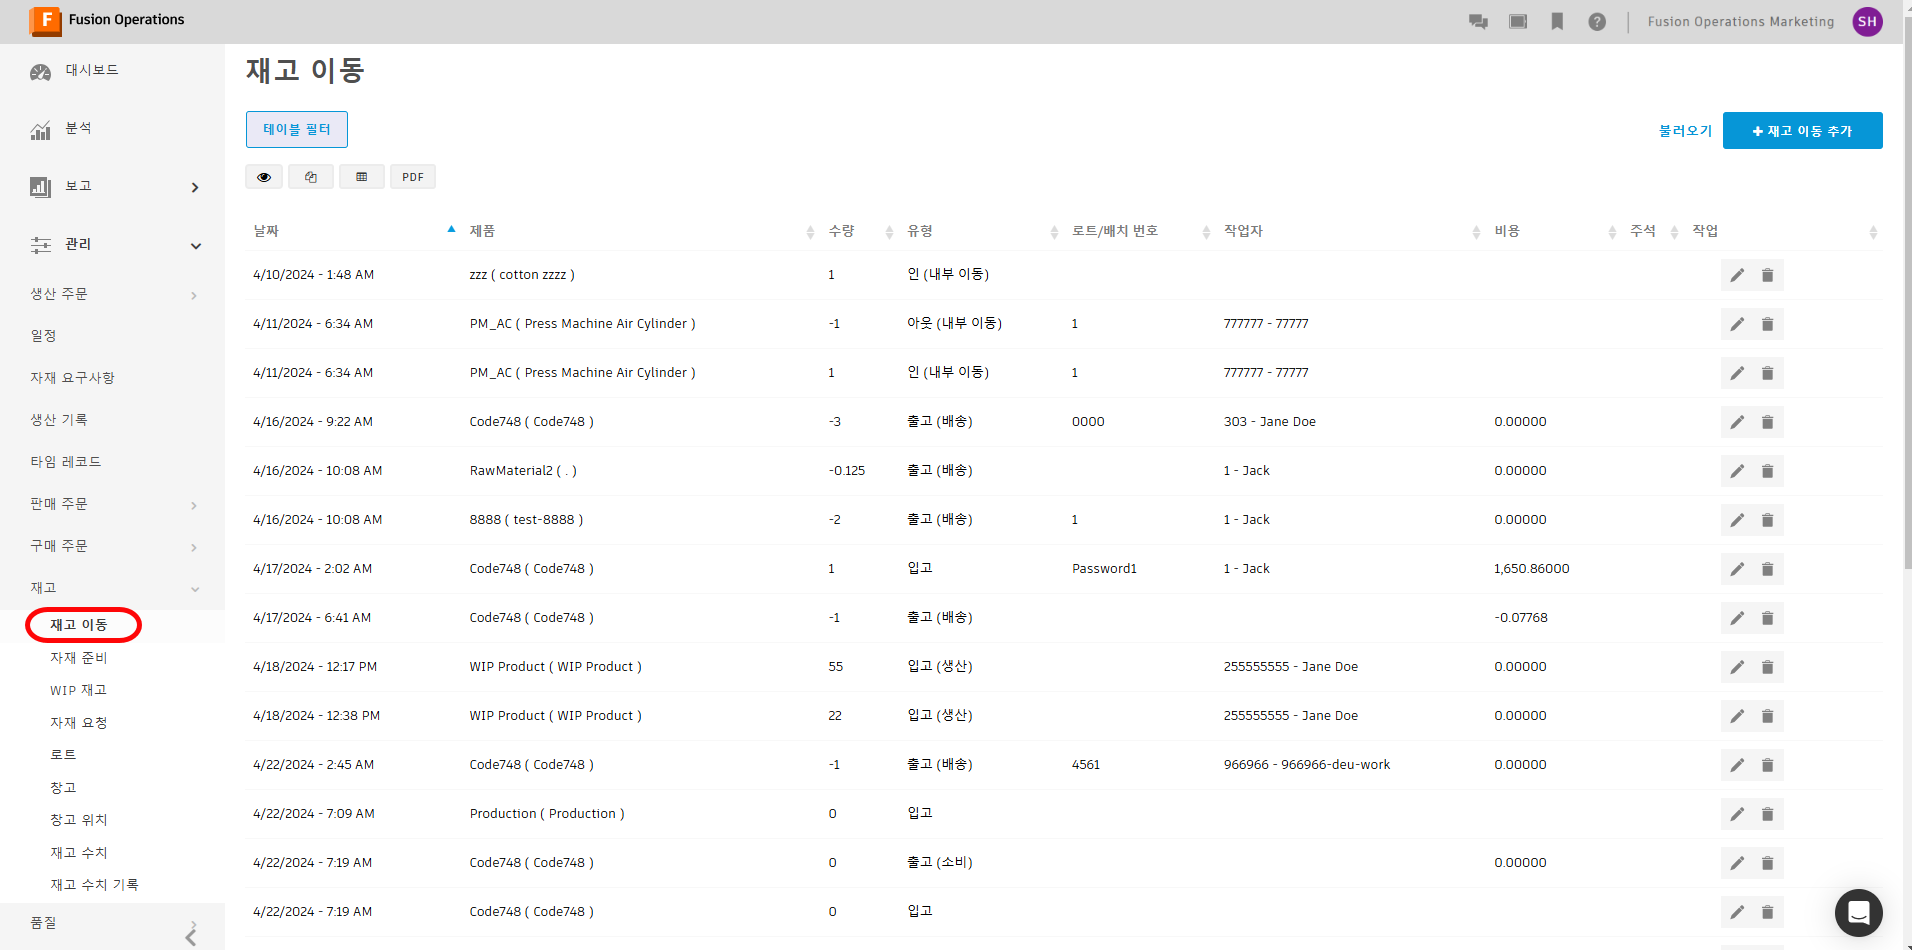 F Fusion Operations
Fusion Operations Marketing SH
대시보드
분석
보고
관리
생산 주문
일정
자재 요구사항
생산 기록
타임 레코드
판매 주문
구매 주문
재고
재고 이동
자재 준비
WIP 재고
자재 요청
로트
창고
창고 위치
재고 수치
재고 수치 기록
품질
재고 이동
테이블 필터
불러오기 + 재고 이동 추가
PDF
날짜 제품 수량 유형 로트/배치 번호 작업자 비용 주석 작업
4/10/2024 - 1:48 AM zzz ( cotton zzzz ) 1 인 (내부 이동)
4/11/2024 - 6:34 AM PM_AC ( Press Machine Air Cylinder ) -1 아웃 (내부 이동) 1 777777 - 77777
4/11/2024 - 6:34 AM PM_AC ( Press Machine Air Cylinder ) 1 인 (내부 이동) 1 777777 - 77777
4/16/2024 - 9:22 AM Code748 ( Code748 ) -3 출고 (배송) 0000 303 - Jane Doe 0.00000
4/16/2024 - 10:08 AM RawMaterial2 ( . ) -0.125 출고 (배송) 1 - Jack 0.00000
4/16/2024 - 10:08 AM 8888 ( test-8888 ) -2 출고 (배송) 1 1 - Jack 0.00000
4/17/2024 - 2:02 AM Code748 ( Code748 ) 1 입고 Password1 1 - Jack 1,650.86000
4/17/2024 - 6:41 AM Code748 ( Code748 ) -1 출고 (배송) -0.07768
4/18/2024 - 12:17 PM WIP Product ( WIP Product ) 55 입고 (생산) 255555555 - Jane Doe 0.00000
4/18/2024 - 12:38 PM WIP Product ( WIP Product ) 22 입고 (생산) 255555555 - Jane Doe 0.00000
4/22/2024 - 2:45 AM Code748 ( Code748 ) -1 출고 (배송) 4561 966966 - 966966-deu-work 0.00000
4/22/2024 - 7:09 AM Production ( Production ) 0 입고
4/22/2024 - 7:19 AM Code748 ( Code748 ) 0 출고 (소비) 0.00000
4/22/2024 - 7:19 AM Code748 ( Code748 ) 0 입고